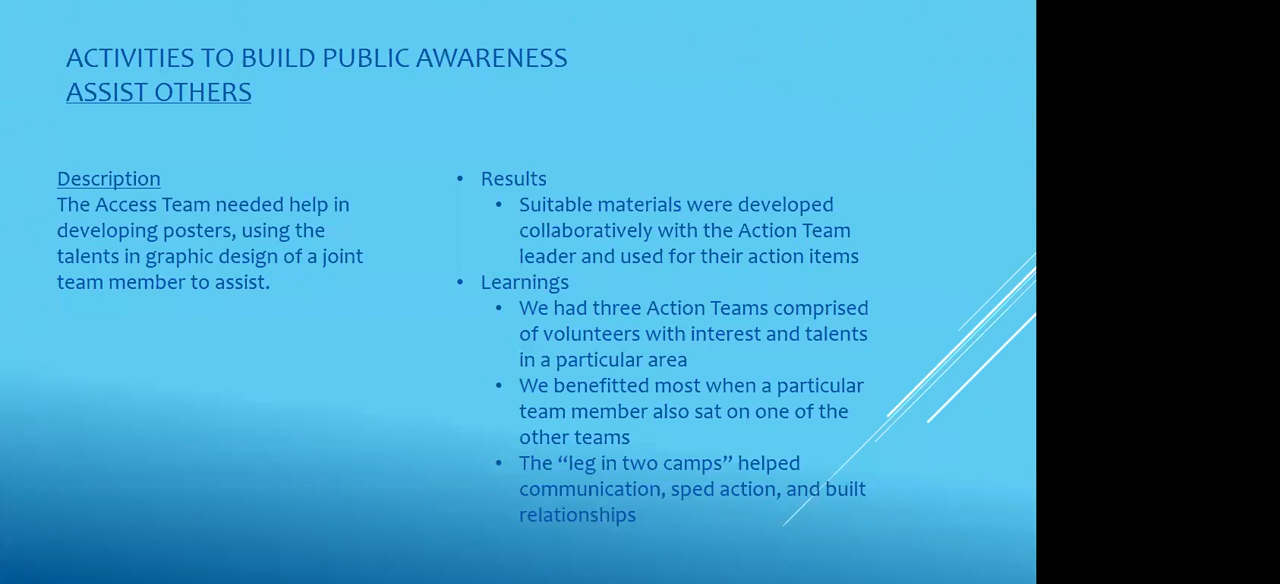 ACTIVITIES TO BUILD PUBLIC AWARENESS
ASSIST OTHERS
Description
The Access Team needed help in
developing posters, using the
talents in graphic design of a joint
team member to assist.
• Results
• Suitable materials were developed
collaboratively with the Action Team
leader and used for their action items
• Learnings
• We had three Action Teams comprised
of volunteers with interest and talents
in a particular area
• We benefitted most when a particular
team member also sat on one of the
other teams
• The “leg in two camps” helped
communication, sped action, and built
relationships